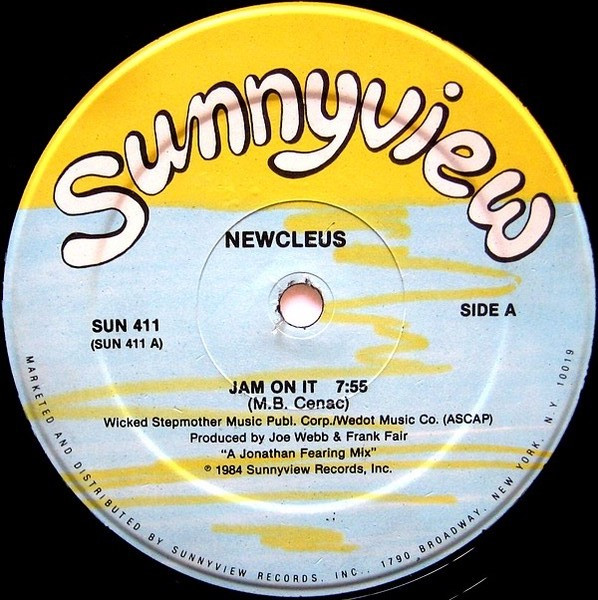 Sunnyview
NEWCLEUS
SUN 411
(SUN 411 A)
SIDE A
JAM ON IT 7:55
(M.B. Cenac)
Wicked Stepmother Music Publ. Corp./Wedot Music Co. (ASCAP)
Produced by Joe Webb & Frank Fair
"A Jonathan Fearing Mix"
℗ 1984 Sunnyview Records, Inc.
MARKETED AND DISTRIBUTED BY SUNNYVIEW RECORDS, INC., 1790 BROADWAY, NEW YORK, N.Y. 10019